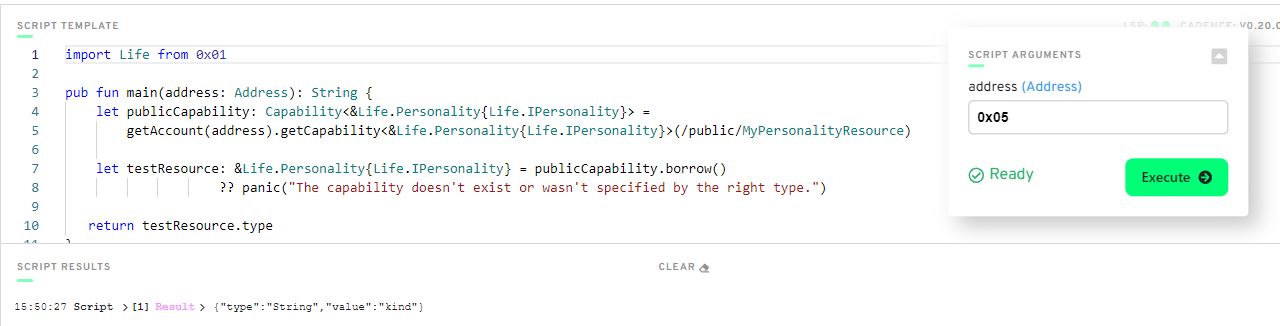 SCRIPT TEMPLATE
LSP: CADENCE: V0.20.0
1 import Life from 0x01
2
3 pub fun main(address: Address): String {
4 let publicCapability: Capability<&Life.Personality{Life.IPersonality}> =
5 getAccount(address).getCapability<&Life.Personality{Life.IPersonality}>(/public/MyPersonalityResource)
6
7 let testResource: &Life.Personality{Life.IPersonality} = publicCapability.borrow()
8 ?? panic("The capability doesn't exist or wasn't specified by the right type.")
9
10 return testResource.type
11 }
SCRIPT ARGUMENTS
address (Address)
0x05
Ready
Execute
SCRIPT RESULTS
CLEAR
15:50:27 Script > [1] Result > {"type":"String","value":"kind"}